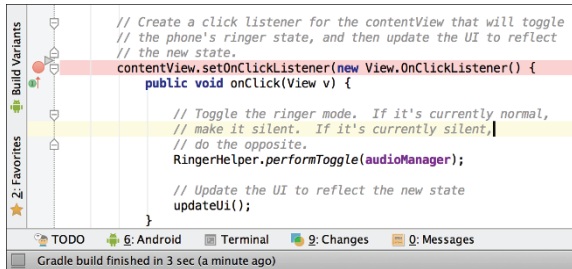 // Create a click listener for the contentView that will toggle
// the phone's ringer state, and then update the UI to reflect
// the new state.
contentView.setOnClickListener(new View.OnClickListener() {
public void onClick(View v) {
// Toggle the ringer mode.  If it's currently normal,
// make it silent.  If it's currently silent,
// do the opposite.
RingerHelper.performToggle(audioManager);
// Update the UI to reflect the new state
updateUi();
}
Build Variants
2: Favorites
TODO 6: Android Terminal 9: Changes 0: Messages
Gradle build finished in 3 sec (a minute ago)